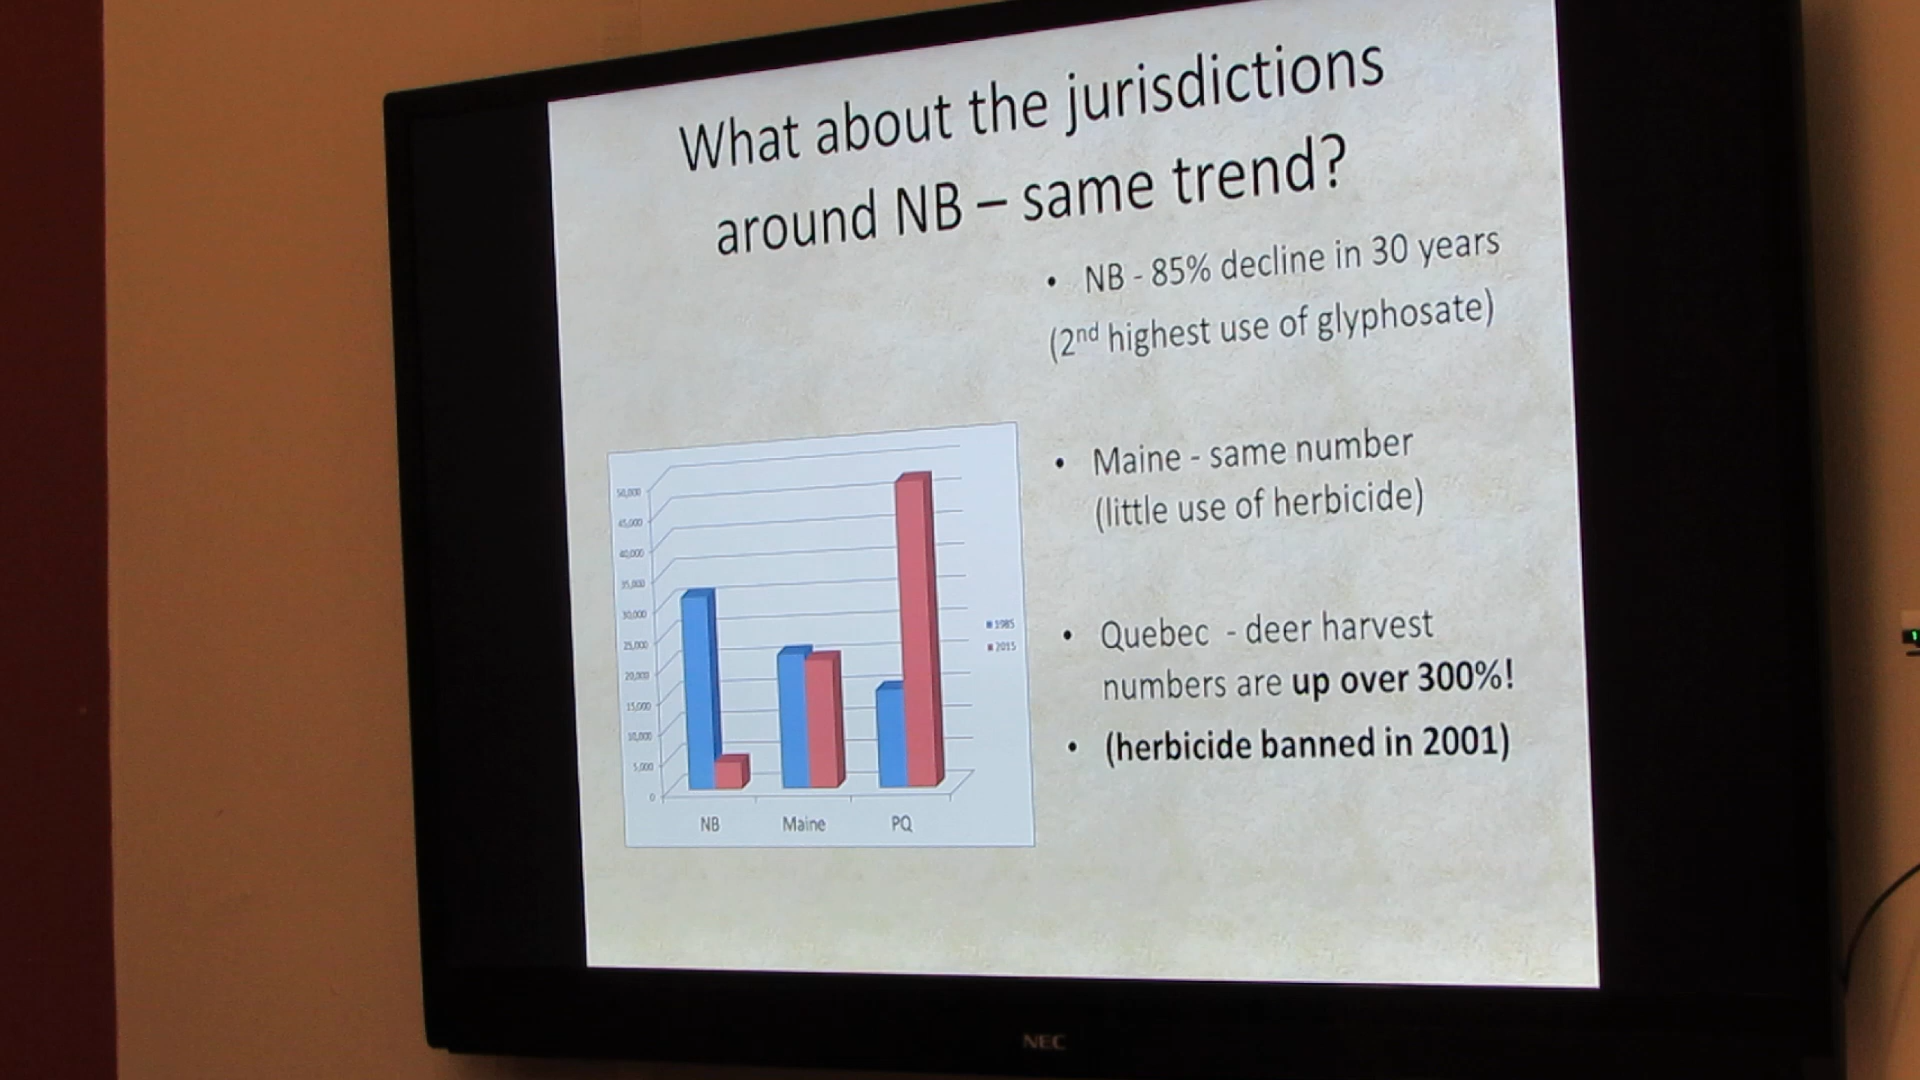 What about the jurisdictions
around NB – same trend?
• NB - 85% decline in 30 years
(2nd highest use of glyphosate)
• Maine - same number
(little use of herbicide)
• Quebec - deer harvest
numbers are up over 300%!
• (herbicide banned in 2001)
50,000
45,000
40,000
35,000
30,000
25,000
20,000
15,000
10,000
5,000
0
NB Maine PQ
1985
2015
NEC